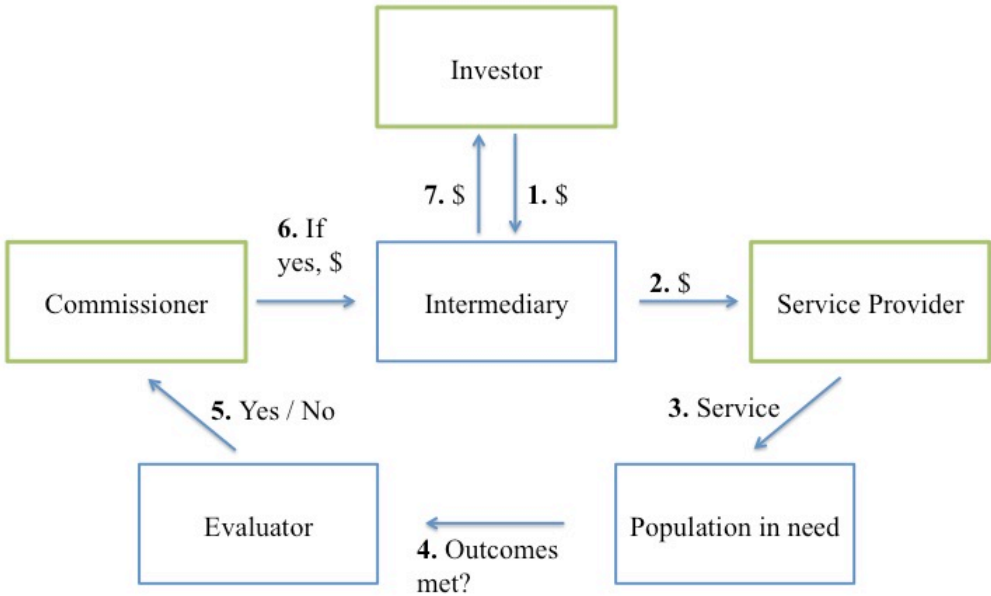 Investor
7. $
1. $
6. If
yes, $
2. $
Commissioner
Intermediary
Service Provider
5. Yes / No
3. Service
Evaluator
Population in need
4. Outcomes
met?